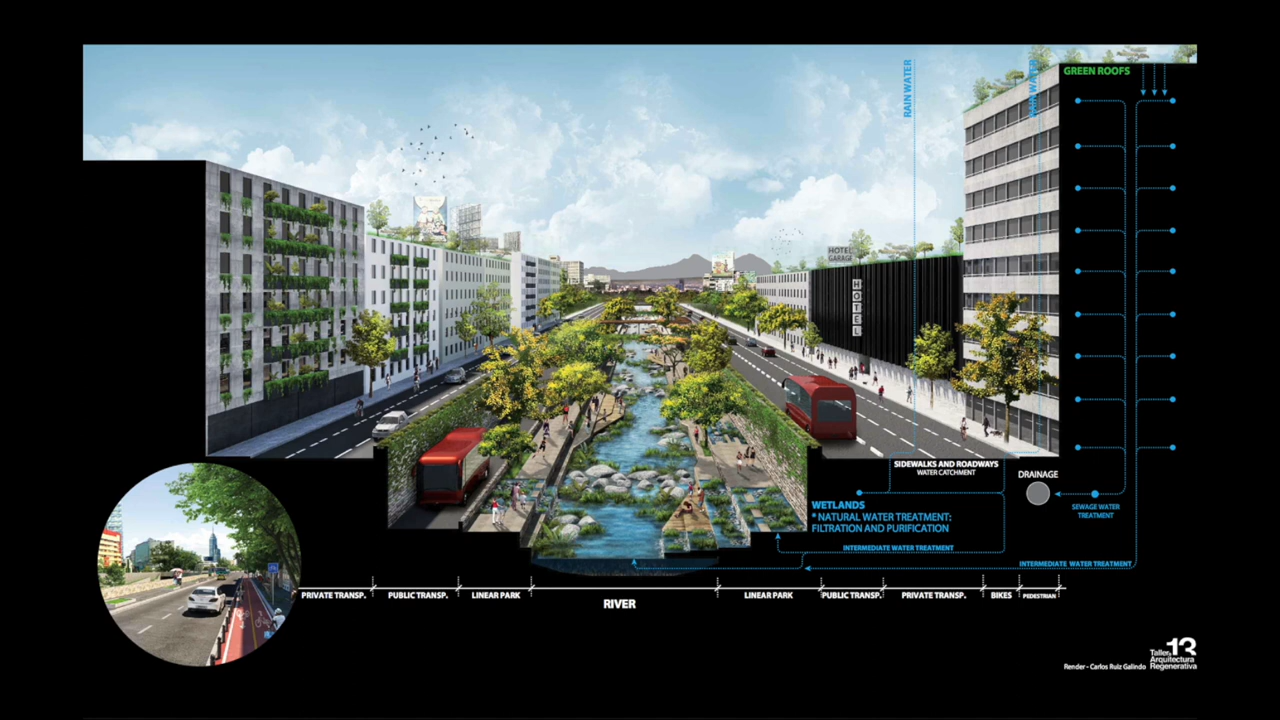 RAIN WATER
RAIN WATER
GREEN ROOFS
HOTEL
GARAGE
HOTEL
SIDEWALKS AND ROADWAYS
WATER CATCHMENT
DRAINAGE
WETLANDS
* NATURAL WATER TREATMENT:
FILTRATION AND PURIFICATION
SEWAGE WATER
TREATMENT
INTERMEDIATE WATER TREATMENT
INTERMEDIATE WATER TREATMENT
PRIVATE TRANSP.
PUBLIC TRANSP.
LINEAR PARK
RIVER
LINEAR PARK
PUBLIC TRANSP.
PRIVATE TRANSP.
BIKES
PEDESTRIAN
Render - Carlos Ruiz Galindo
Taller 13
Arquitectura
Regenerativa